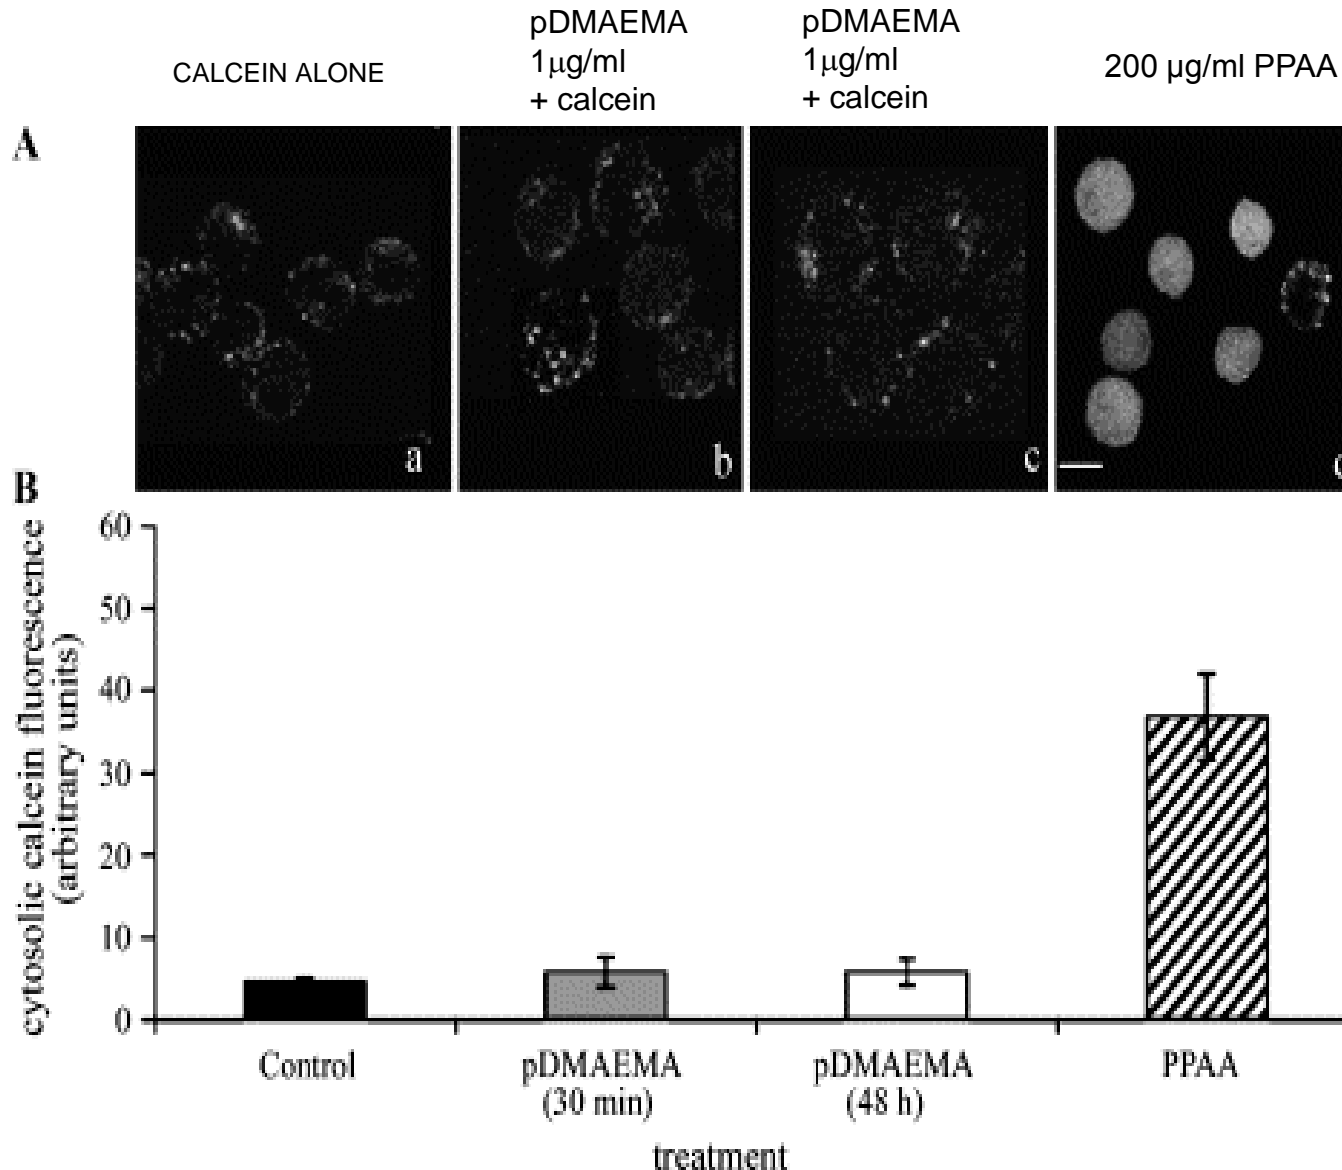 CALCEIN ALONE
pDMAEMA
1μg/ml
+ calcein
pDMAEMA
1μg/ml
+ calcein
200 μg/ml PPAA
A
a
b
c
B
cytosolic calcein fluorescence
(arbitrary units)
60
50
40
30
20
10
0
Control
pDMAEMA
(30 min)
pDMAEMA
(48 h)
PPAA
treatment